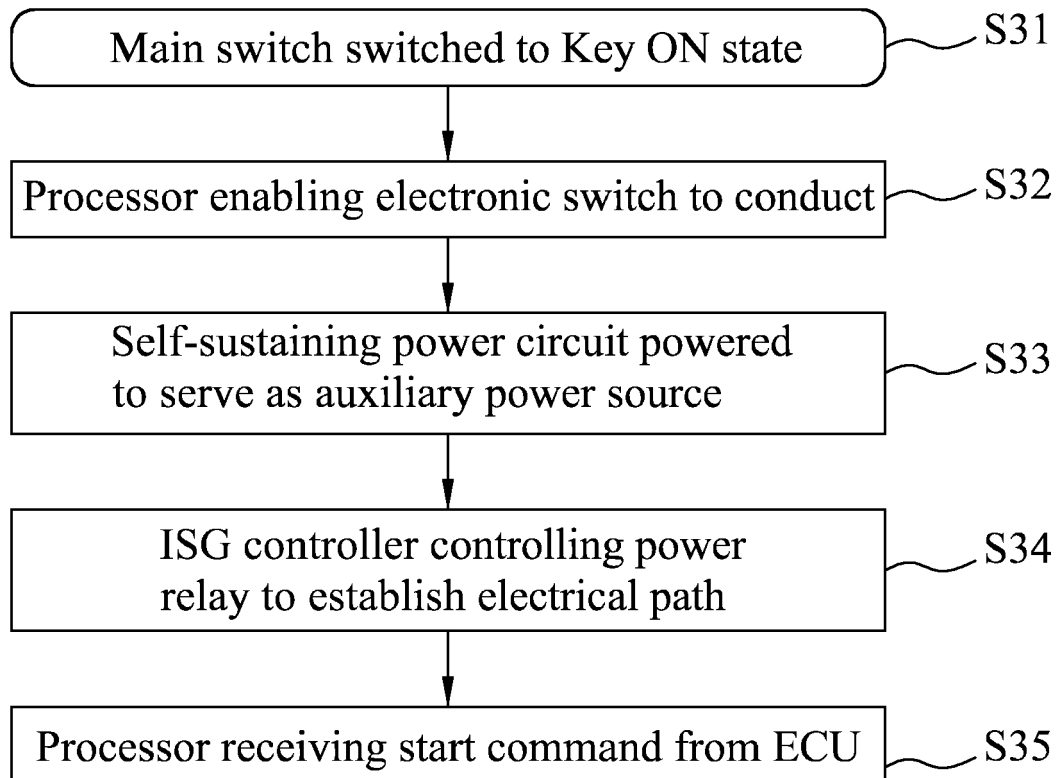 Main switch switched to Key ON state
S31
Processor enabling electronic switch to conduct
S32
Self-sustaining power circuit powered
to serve as auxiliary power source
S33
ISG controller controlling power
relay to establish electrical path
S34
Processor receiving start command from ECU
S35